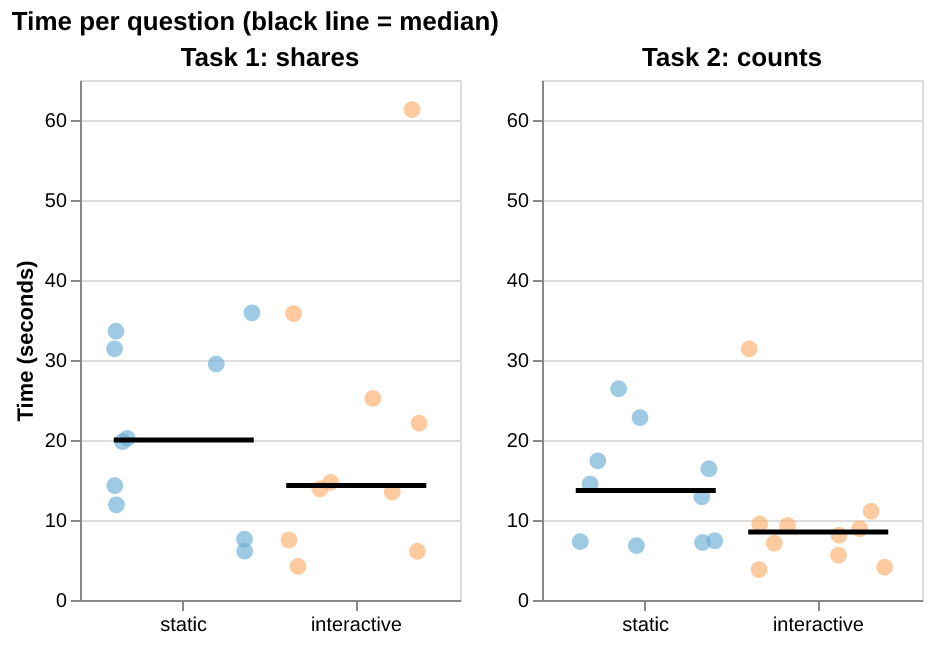 Time per question (black line = median)
Task 1: shares
Task 2: counts
Time (seconds)
60
50
40
30
20
10
0
static
interactive
60
50
40
30
20
10
0
static
interactive